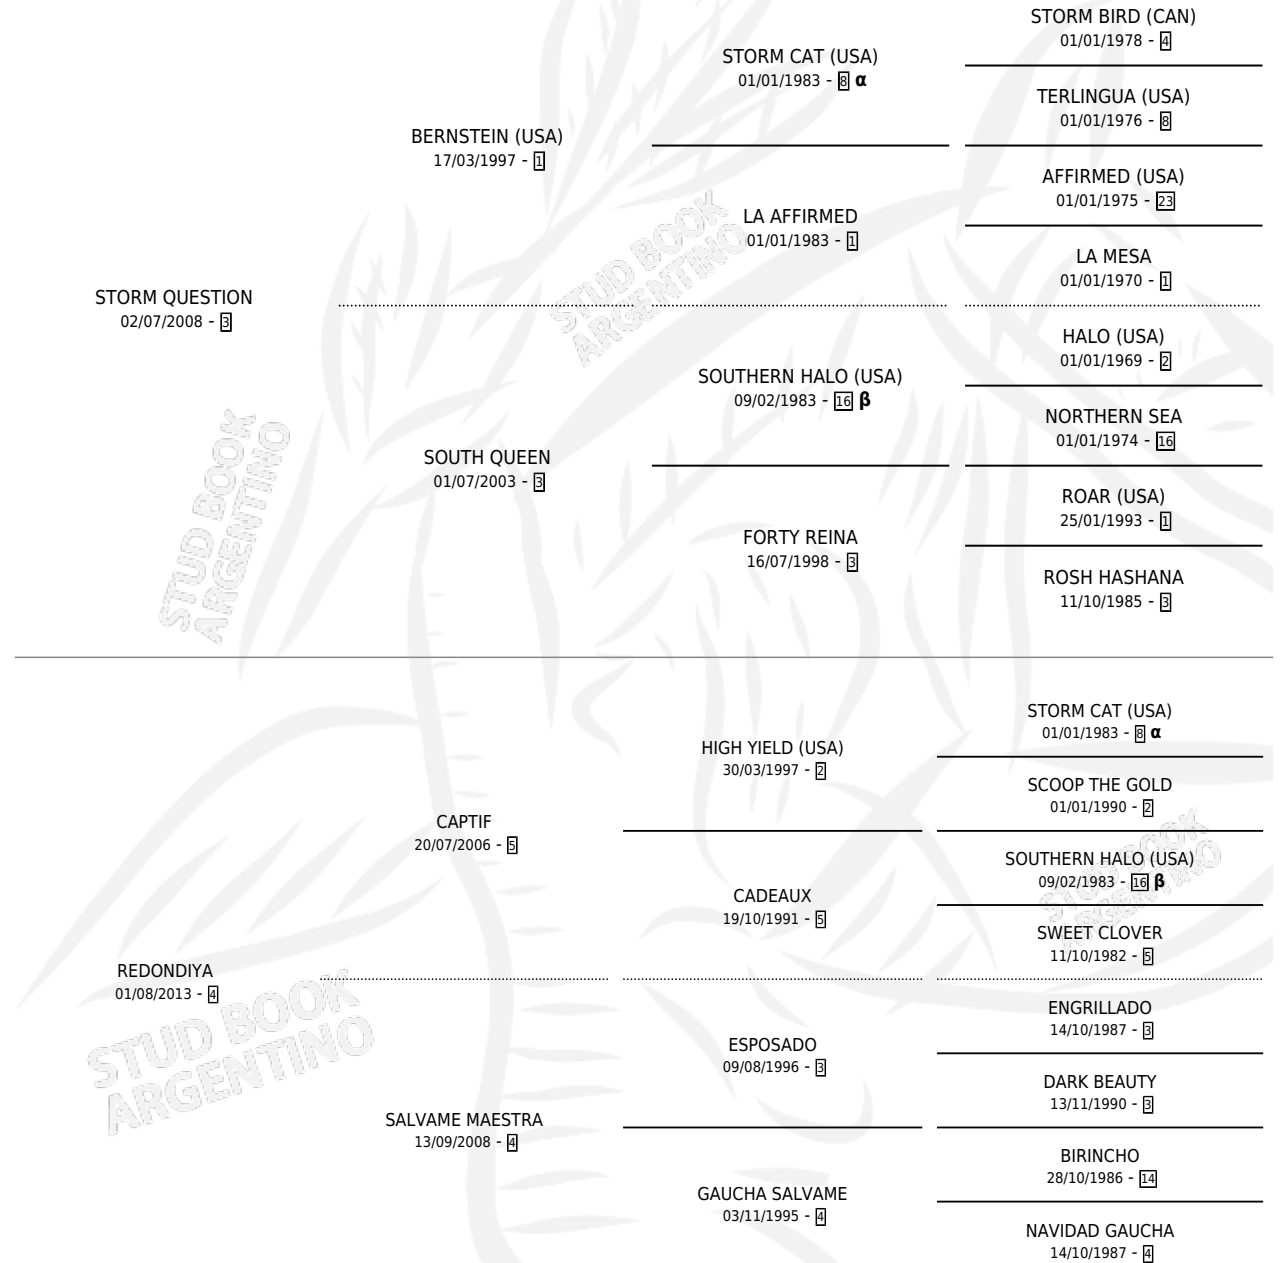 STORM BIRD (CAN)
01/01/1978 - 4
STORM CAT (USA)
01/01/1983 - 8 α
TERLINGUA (USA)
01/01/1976 - 8
BERNSTEIN (USA)
17/03/1997 - 1
AFFIRMED (USA)
01/01/1975 - 23
LA AFFIRMED
01/01/1983 - 1
LA MESA
01/01/1970 - 1
STORM QUESTION
02/07/2008 - 3
HALO (USA)
01/01/1969 - 2
SOUTHERN HALO (USA)
09/02/1983 - 16 β
NORTHERN SEA
01/01/1974 - 16
SOUTH QUEEN
01/07/2003 - 3
ROAR (USA)
25/01/1993 - 1
FORTY REINA
16/07/1998 - 3
ROSH HASHANA
11/10/1985 - 3
STORM CAT (USA)
01/01/1983 - 8 α
HIGH YIELD (USA)
30/03/1997 - 2
SCOOP THE GOLD
01/01/1990 - 2
CAPTIF
20/07/2006 - 5
SOUTHERN HALO (USA)
09/02/1983 - 16 β
CADEAUX
19/10/1991 - 5
SWEET CLOVER
11/10/1982 - 5
REDONDIYA
01/08/2013 - 4
ENGRILLADO
14/10/1987 - 3
ESPOSADO
09/08/1996 - 3
DARK BEAUTY
13/11/1990 - 3
SALVAME MAESTRA
13/09/2008 - 4
BIRINCHO
28/10/1986 - 14
GAUCHA SALVAME
03/11/1995 - 4
NAVIDAD GAUCHA
14/10/1987 - 4
STUD BOOK
ARGENTINO
STUD BOOK
ARGENTINO
STUD BOOK
ARGENTINO
STUD BOOK
ARGENTINO